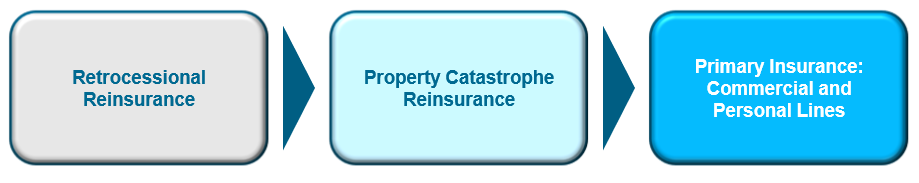 Retrocessional
Reinsurance
Property Catastrophe
Reinsurance
Primary Insurance:
Commercial and
Personal Lines